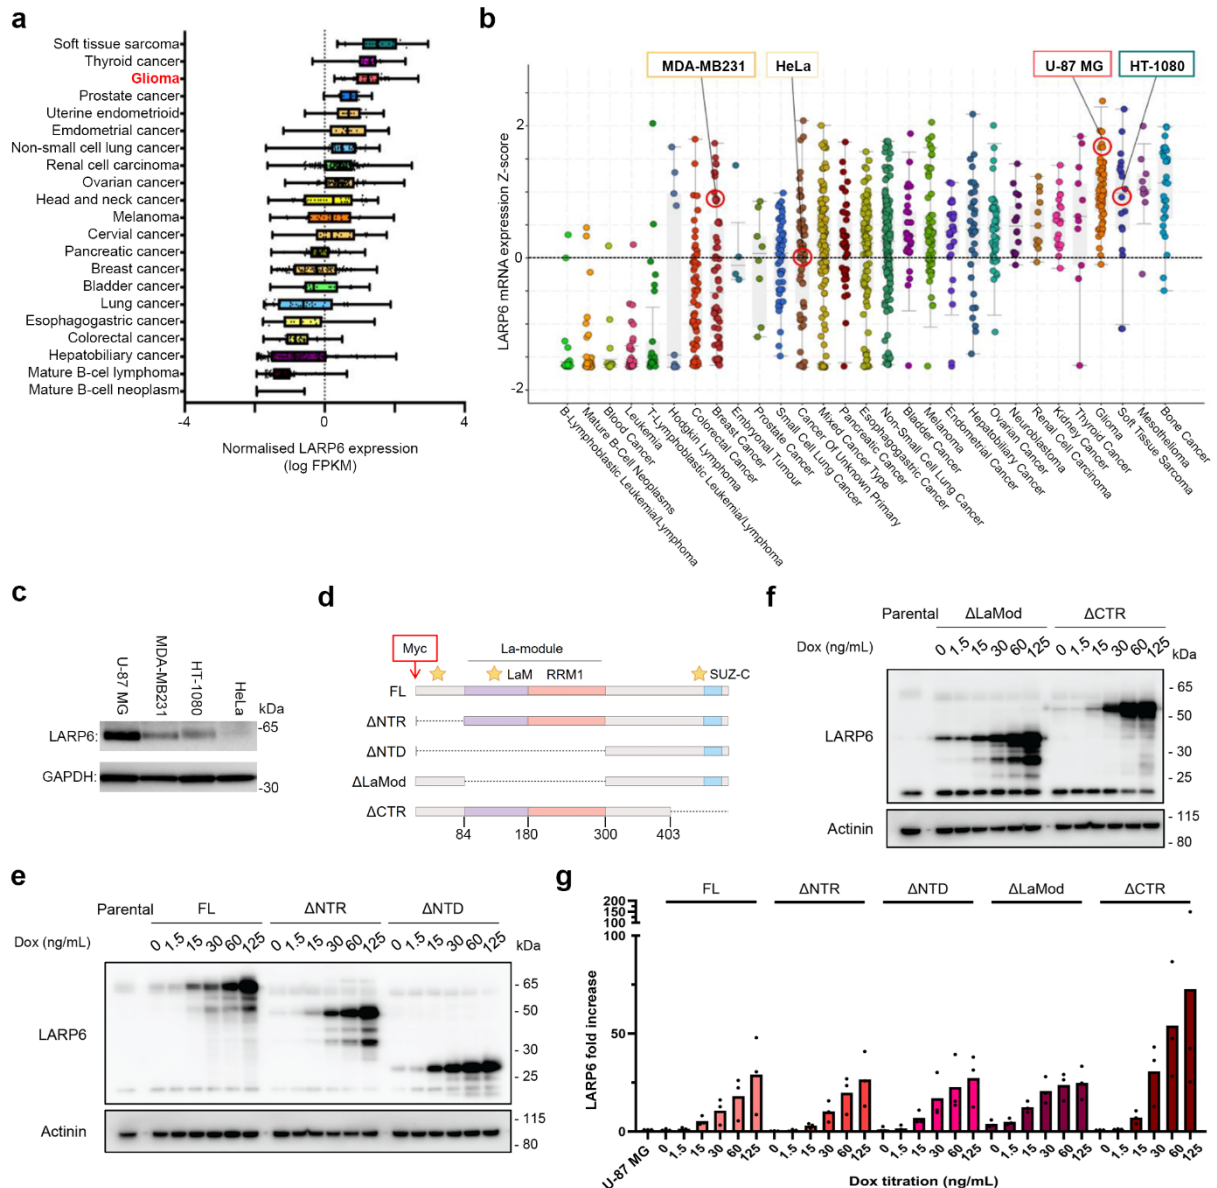 a
Soft tissue sarcoma
Thyroid cancer
Glioma
Prostate cancer
Uterine endometrioid
Emdometrial cancer
Non-small cell lung cancer
Renal cell carcinoma
Ovarian cancer
Head and neck cancer
Melanoma
Cervial cancer
Pancreatic cancer
Breast cancer
Bladder cancer
Lung cancer
Esophagogastric cancer
Colorectal cancer
Hepatobiliary cancer
Mature B-cel lymphoma
Mature B-cell neoplasm
-4 -2 0 2 4
Normalised LARP6 expression
(log FPKM)
b
MDA-MB231 HeLa U-87 MG HT-1080
LARP6 mRNA expression Z-score
2
0
-2
B-Lymphoblastic Leukemia/Lymphoma
Mature B-Cell Neoplasms
Blood Cancer
Leukemia
T-Lymphoblastic Leukemia/Lymphoma
Hodgkin Lymphoma
Colorectal Cancer
Breast Cancer
Embryonal Tumour
Prostate Cancer
Small Cell Lung Cancer
Cancer Of Unknown Primary
Mixed Cancer Type
Pancreatic Cancer
Esophagogastric Cancer
Non-Small Cell Lung Cancer
Bladder Cancer
Melanoma
Endometrial Cancer
Hepatobiliary Cancer
Ovarian Cancer
Neuroblastoma
Renal Cell Carcinoma
Kidney Cancer
Thyroid Cancer
Glioma
Soft Tissue Sarcoma
Mesothelioma
Bone Cancer
c
U-87 MG MDA-MB231 HT-1080 HeLa kDa
LARP6: -65
GAPDH: -30
d
Myc La-module
LaM RRM1 SUZ-C
FL
ΔNTR
ΔNTD
ΔLaMod
ΔCTR
84 180 300 403
f
Parental ΔLaMod ΔCTR
Dox (ng/mL) 0 1.5 15 30 60 125 0 1.5 15 30 60 125 kDa
- 65
- 50
LARP6
- 30
- 25
- 115
Actinin
- 80
e
Parental FL ΔNTR ΔNTD
Dox (ng/mL) 0 1.5 15 30 60 125 0 1.5 15 30 60 125 0 1.5 15 30 60 125 kDa
- 65
- 50
LARP6
- 30
- 25
- 115
Actinin
- 80
g
FL ΔNTR ΔNTD ΔLaMod ΔCTR
LARP6 fold increase
200
150
100
100
50
0
U-87 MG 0 1.5 15 30 60 125 0 1.5 15 30 60 125 0 1.5 15 30 60 125 0 1.5 15 30 60 125 0 1.5 15 30 60 125
Dox titration (ng/mL)